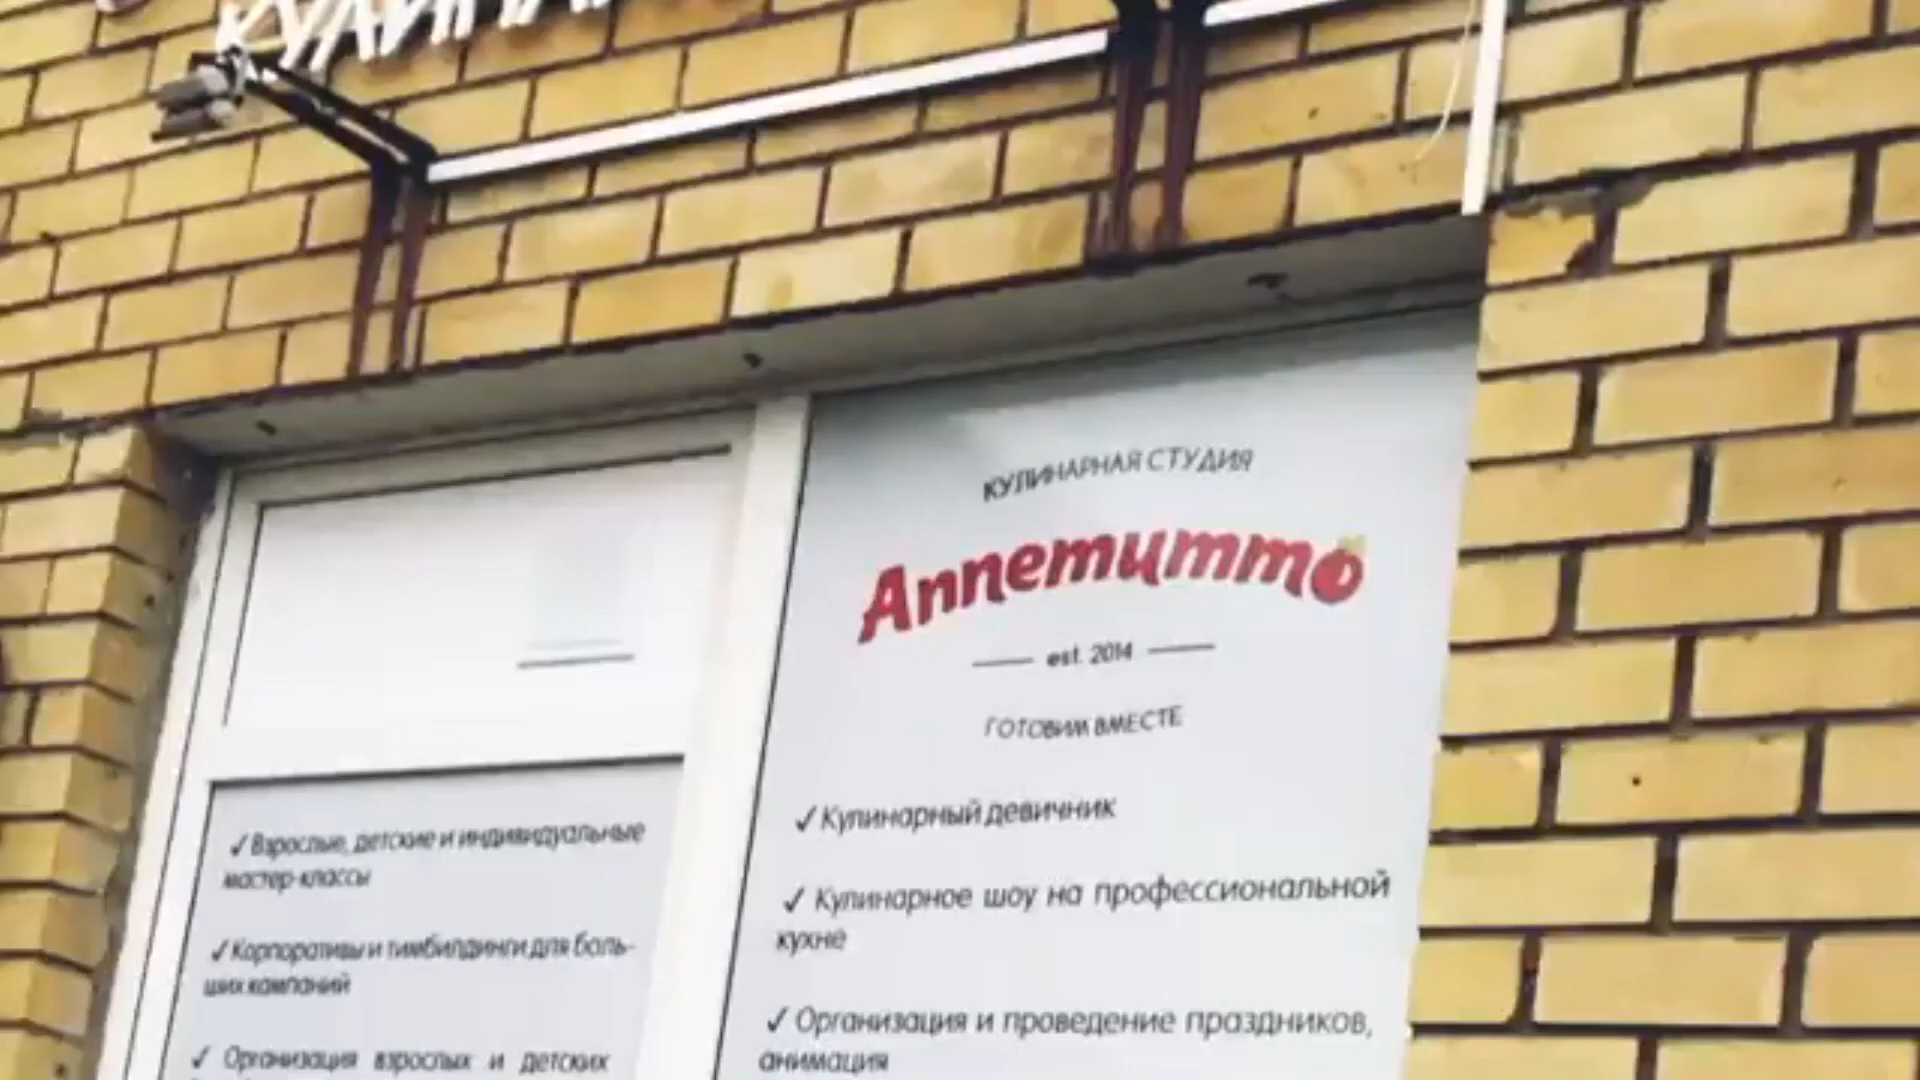 КУЛИНАРНАЯ СТУДИЯ
Аппетитто
est. 2014
ГОТОВИМ ВМЕСТЕ
✓ Кулинарный девичник
✓ Кулинарное шоу на профессиональной
кухне
✓ Организация и проведение праздников,
анимация
✓ Взрослые, детские и индивидуальные
мастер-классы
✓ Корпоративы и тимбилдинги для боль-
ших компаний
✓ Организация взрослых и детских